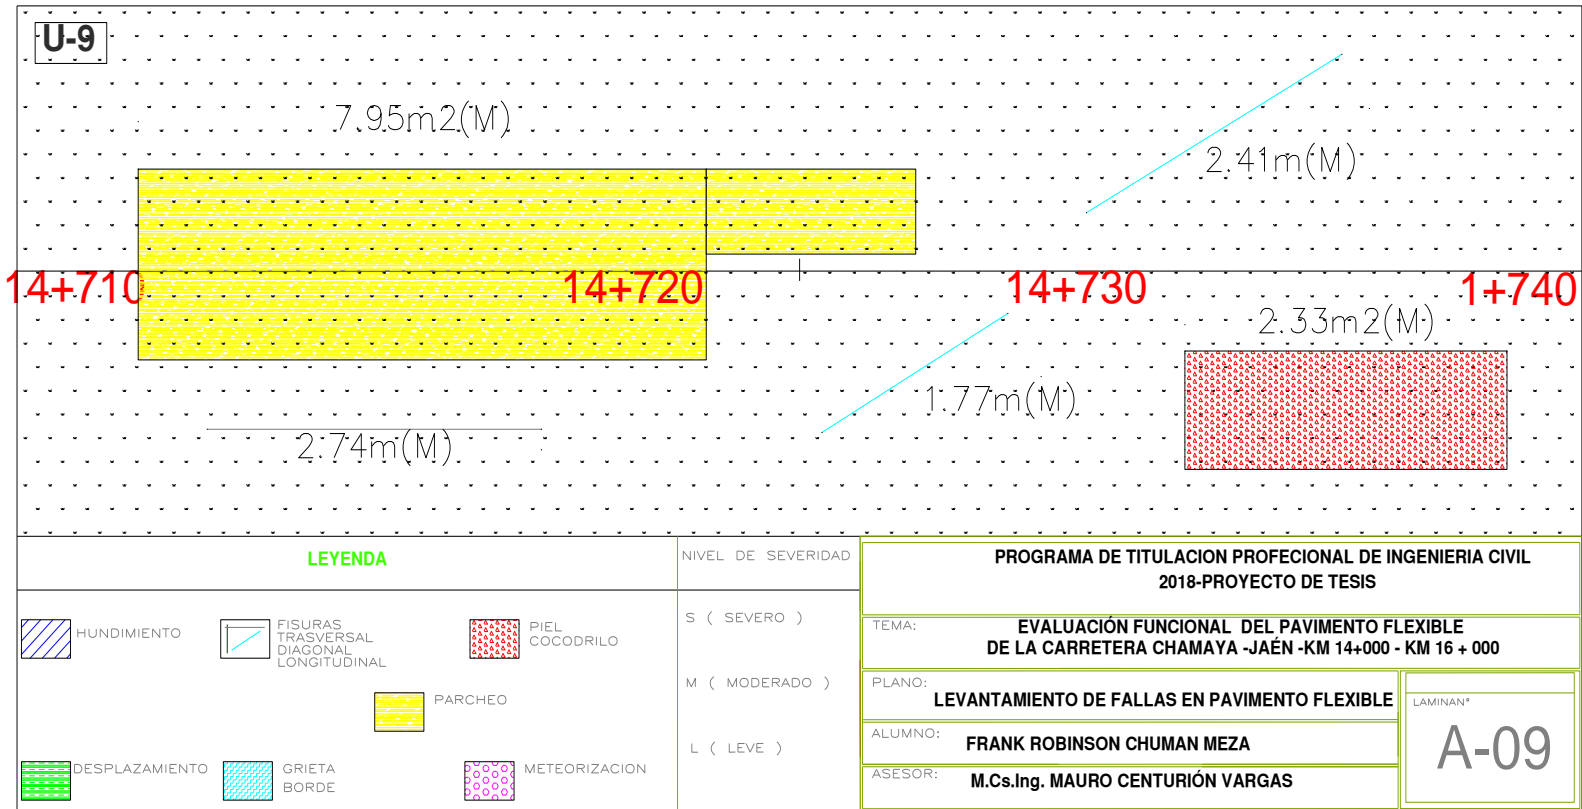 U-9
7.95m2(M)
2.41m(M)
14+710
14+720
14+730
1+740
2.33m2(M)
1.77m(M)
2.74m(M)
LEYENDA
NIVEL DE SEVERIDAD
HUNDIMIENTO
FISURAS
TRASVERSAL
DIAGONAL
LONGITUDINAL
PIEL
COCODRILO
PARCHEO
DESPLAZAMIENTO
GRIETA
BORDE
METEORIZACION
S ( SEVERO )
M ( MODERADO )
L ( LEVE )
PROGRAMA DE TITULACION PROFECIONAL DE INGENIERIA CIVIL
2018-PROYECTO DE TESIS
TEMA:
EVALUACIÓN FUNCIONAL DEL PAVIMENTO FLEXIBLE
DE LA CARRETERA CHAMAYA -JAÉN -KM 14+000 - KM 16 + 000
PLANO:
LEVANTAMIENTO DE FALLAS EN PAVIMENTO FLEXIBLE
ALUMNO:
FRANK ROBINSON CHUMAN MEZA
ASESOR:
M.Cs.Ing. MAURO CENTURIÓN VARGAS
LAMINAN°
A-09